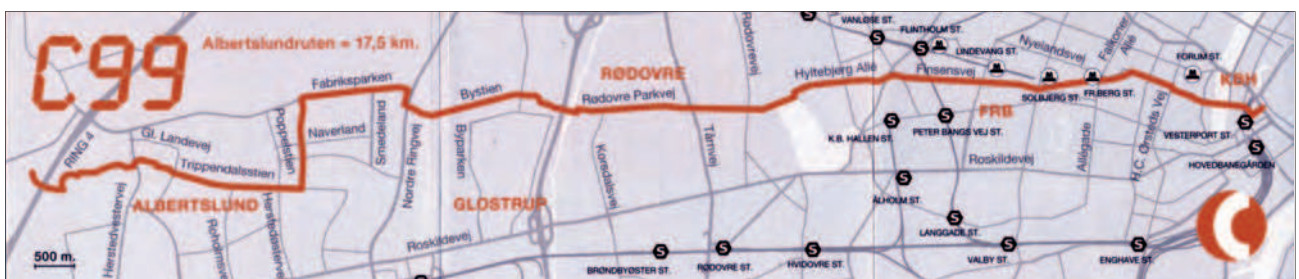 C99
Albertslundruten = 17,5 km.
RING 4
Gl. Landevej
Trippendalsstien
ALBERTSLUND
Herstedvestervej
Poppelstien
Fabriksparken
Naverland
Smedeland
Nordre Ringvej
Bystien
Byparken
GLOSTRUP
Roskildevej
RØDOVRE
Rødovre Parkvej
Korsdalsvej
Tårnvej
Rødovrevej
Hyltebjerg Allé
VANLØSE ST.
FLINTHOLM ST.
LINDEVANG ST.
Finsensvej
Nyelandsvej
Falkoner
Allé
FORUM ST.
KBH
SOLBJERG ST.
FR.BERG ST.
FRB
K.B. HALLEN ST.
PETER BANGS VEJ ST.
Roskildevej
Allégade
H.C. Ørsteds Vej
VESTERPORT ST.
HOVEDBANEGÅRDEN
ÅLHOLM ST.
LANGGADE ST.
VALBY ST.
ENGHAVE ST.
HVIDOVRE ST.
RØDOVRE ST.
BRØNDBYØSTER ST.
500 m.
S
S
S
S
S
S
S
S
S
S
S
S
S
S